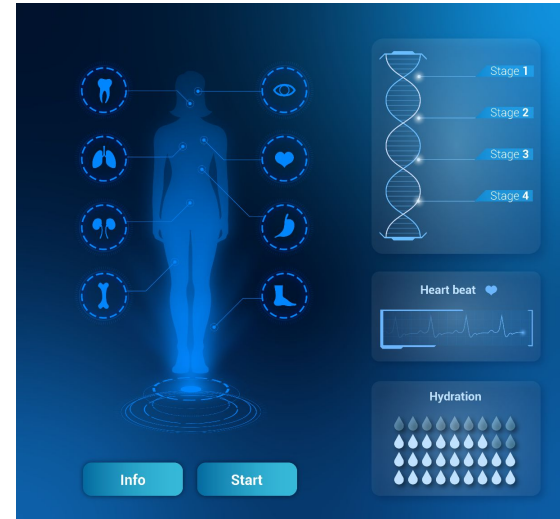 Stage 1
Stage 2
Stage 3
Stage 4
Heart beat
Hydration
Info
Start